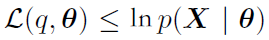 ℒ(q, θ) ≤ ln p(X | θ)